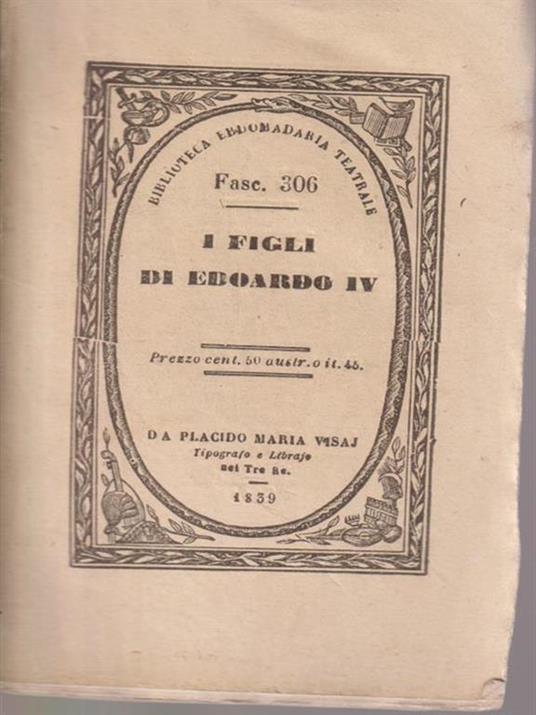 BIBLIOTECA EBDOMADARIA TEATRALE
Fasc. 306
I FIGLI
DI EDOARDO IV
Prezzo cent. 50 austr. o it. 45.
DA PLACIDO MARIA VISAJ
Tipografo e Librajo
nei Tre Re.
1839